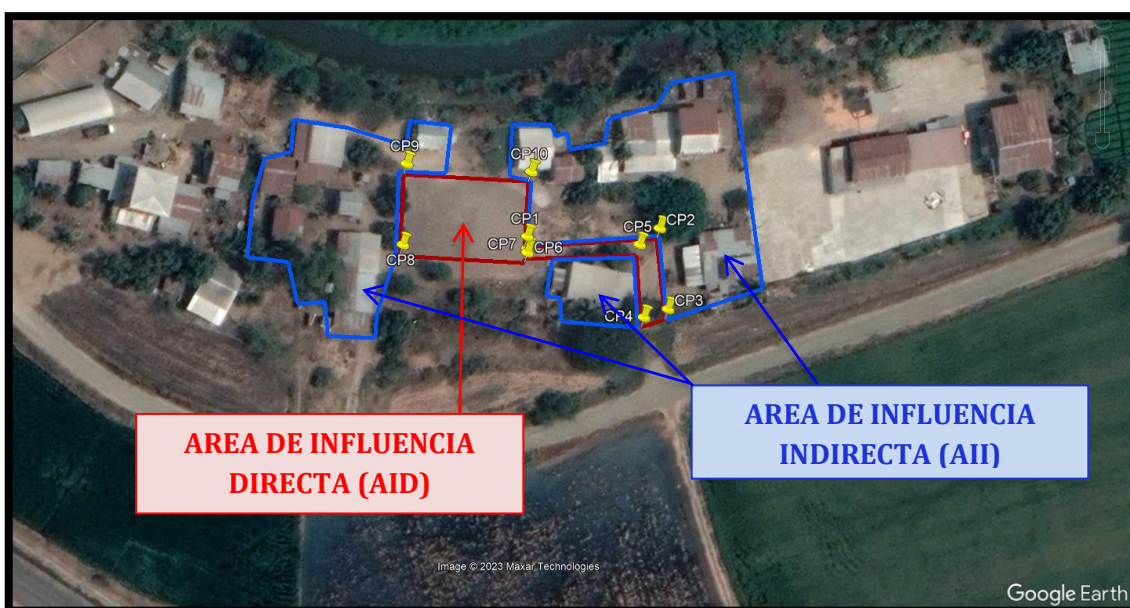 CP9
CP10
CP1
CP5
CP2
CP7
CP6
CP8
CP3
CP4
AREA DE INFLUENCIA
DIRECTA (AID)
AREA DE INFLUENCIA
INDIRECTA (AII)
Image © 2023 Maxar Technologies
Google Earth